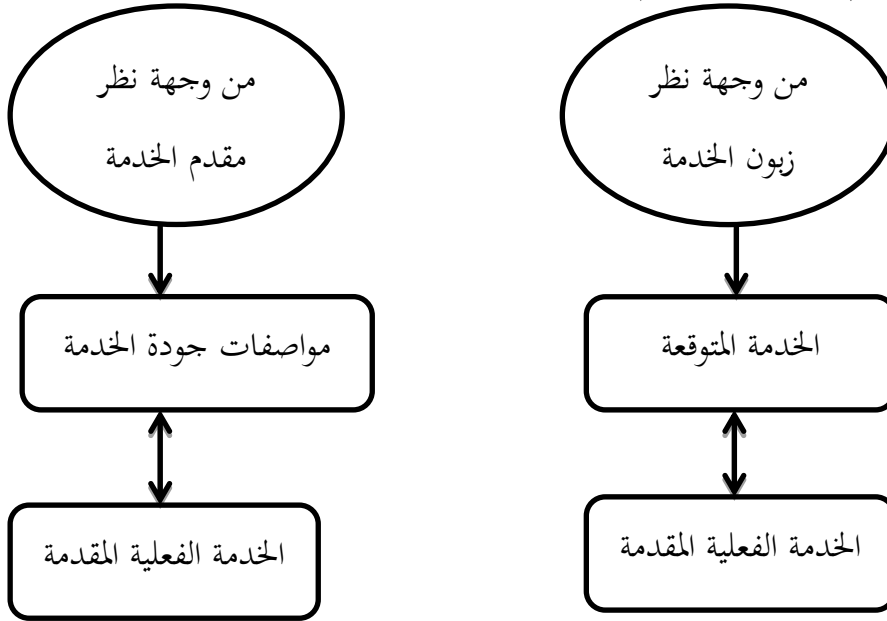 من وجهة نظر
زبون الخدمة
الخدمة المتوقعة
الخدمة الفعلية المقدمة
من وجهة نظر
مقدم الخدمة
مواصفات جودة الخدمة
الخدمة الفعلية المقدمة